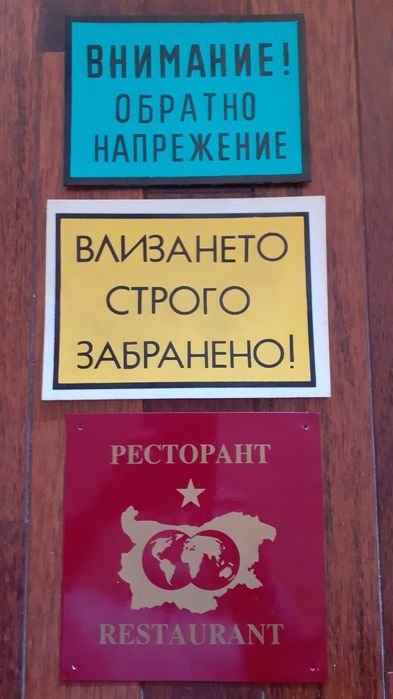 ВНИМАНИЕ!
ОБРАТНО
НАПРЕЖЕНИЕ
ВЛИЗАНЕТО
СТРОГО
ЗАБРАНЕНО!
РЕСТОРАНТ
RESTAURANT